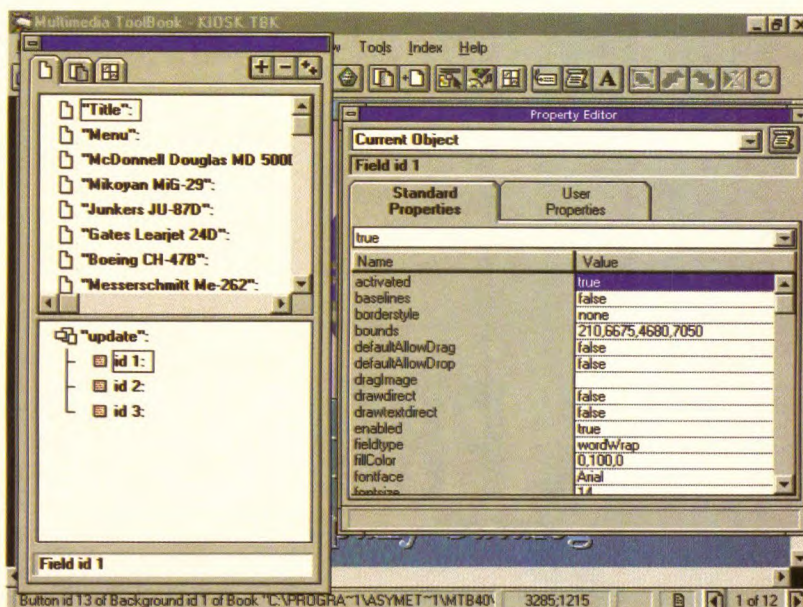 Multimedia ToolBook - KIOSK.TBK
Tools Index Help
"Title":
"Menu":
"McDonnell Douglas MD 500
"Mikoyan MiG-29":
"Junkers JU-87D":
"Gates Learjet 24D":
"Boeing CH-47B":
"Messerschmitt Me-262":
"update":
id 1:
id 2:
id 3:
Field id 1
Property Editor
Current Object
Field id 1
Standard Properties
User Properties
true
Name Value
activated true
baselines false
borderstyle none
bounds 210,6675,4680,7050
defaultAllowDrag false
defaultAllowDrop false
dragImage
drawdirect false
drawtextdirect false
enabled true
fieldtype wordWrap
fillColor 0,100,0
fontface Arial
fontsize 14
Button id 13 of Background id 1 of Book "C:\PROGRA~1\ASYMET~1\MTB40\ 3285;1215 1 of 12